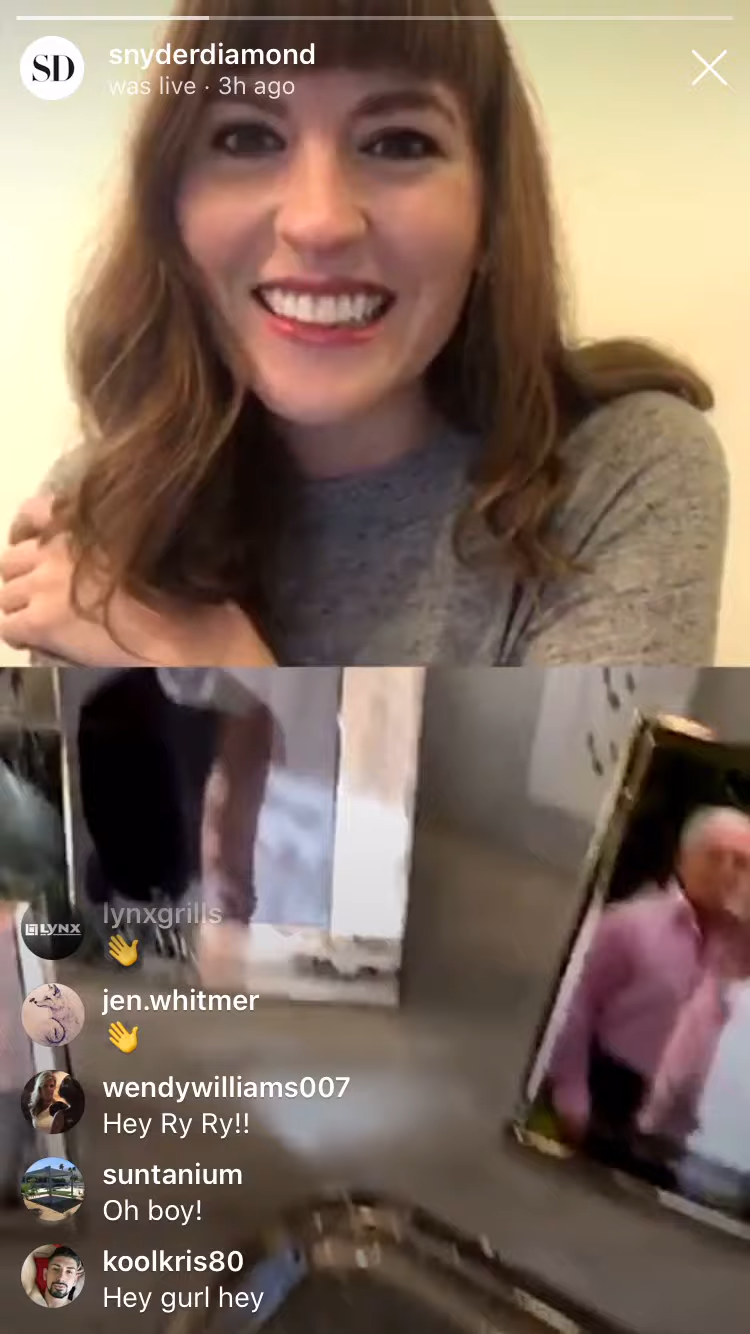 SD
snyderdiamond
was live · 3h ago
lynxgrills
LYNX
👋
jen.whitmer
👋
wendywilliams007
Hey Ry Ry!!
suntanium
Oh boy!
koolkris80
Hey gurl hey